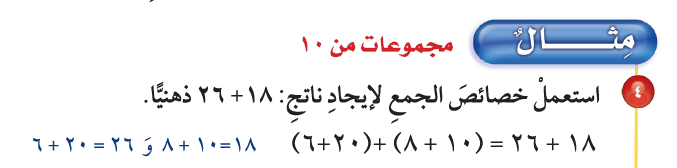 مِثَـــالٌ
مجموعات من ١٠
٤ استعملْ خصائصَ الجمعِ لإيجادِ ناتجِ: ١٨ + ٢٦ ذهنيًّا.
١٨ + ٢٦ = (١٠ + ٨) + (٢٠+٦) ١٨=١٠+٨ وَ ٢٦ = ٢٠ + ٦